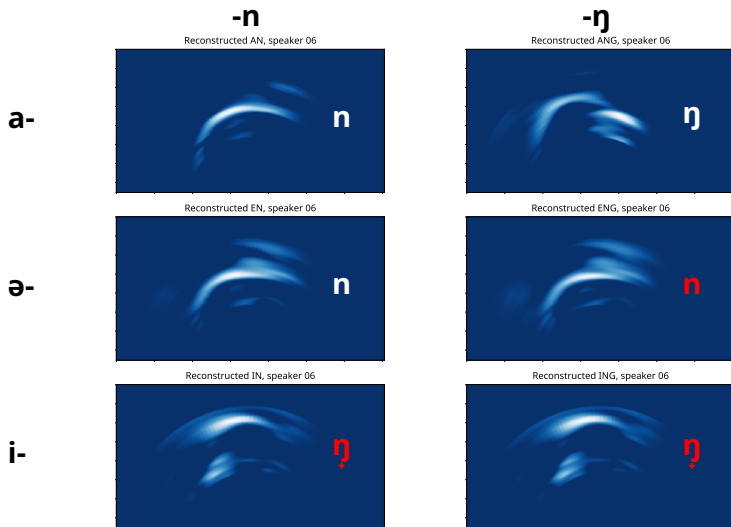 -n -ŋ
Reconstructed AN, speaker 06 Reconstructed ANG, speaker 06
a- n ŋ
Reconstructed EN, speaker 06 Reconstructed ENG, speaker 06
ə- n n
Reconstructed IN, speaker 06 Reconstructed ING, speaker 06
i- ŋ̟ ŋ̟